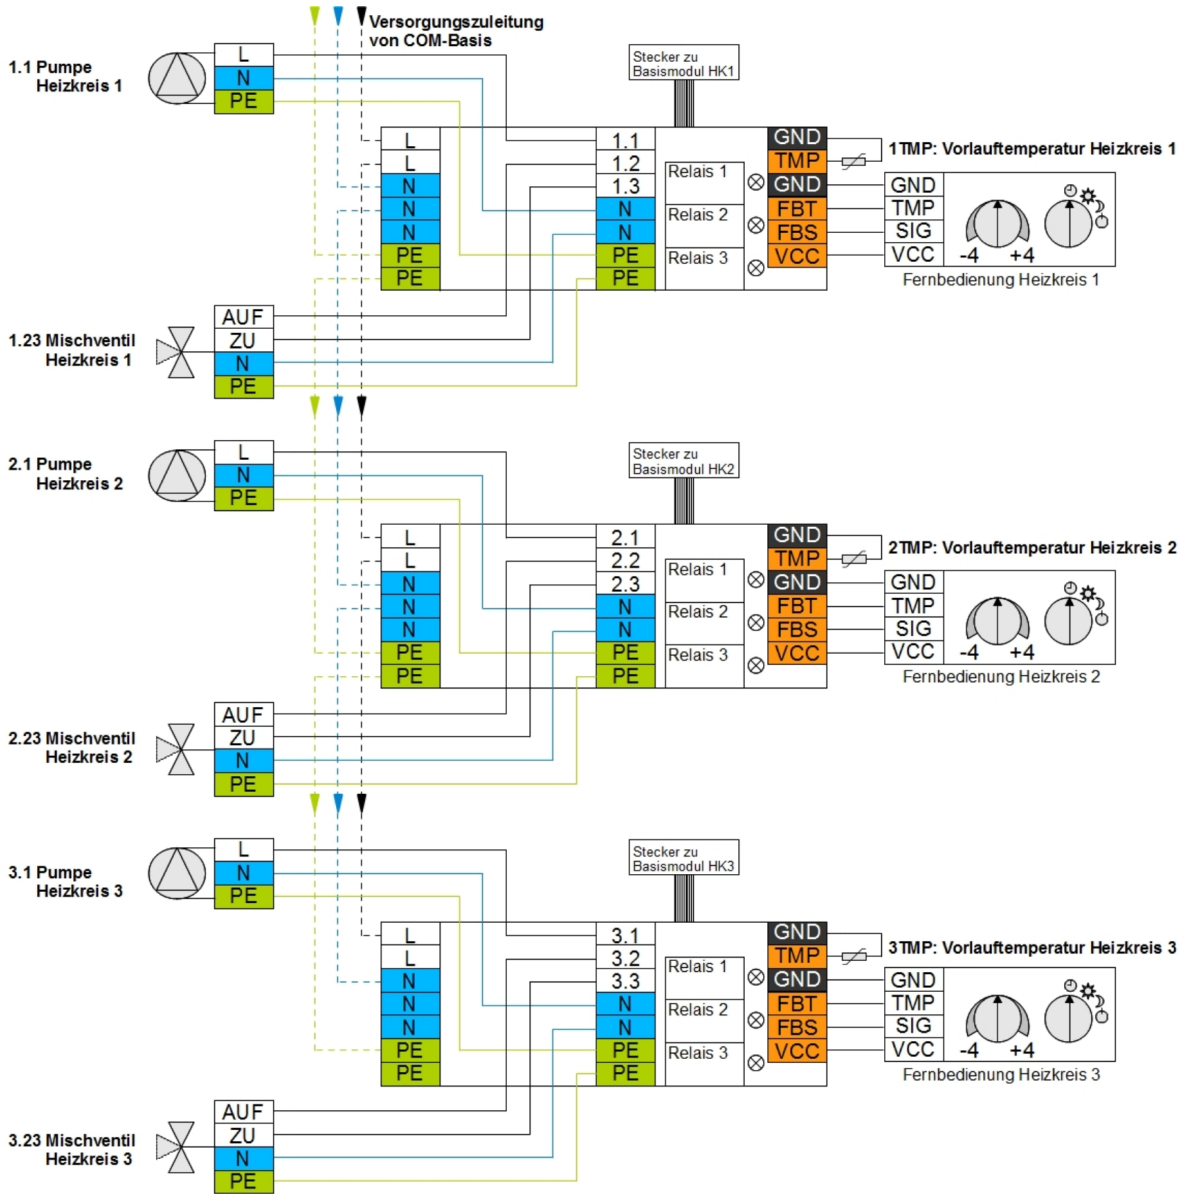 Versorgungszuleitung
von COM-Basis
1.1 Pumpe
Heizkreis 1
L
N
PE
Stecker zu
Basismodul HK1
L
L
N
N
N
PE
PE
1.1
1.2
1.3
N
N
PE
PE
Relais 1
Relais 2
Relais 3
GND
TMP
GND
FBT
FBS
VCC
1TMP: Vorlauftemperatur Heizkreis 1
GND
TMP
SIG
VCC
-4 +4
Fernbedienung Heizkreis 1
1.23 Mischventil
Heizkreis 1
AUF
ZU
N
PE
2.1 Pumpe
Heizkreis 2
L
N
PE
Stecker zu
Basismodul HK2
L
L
N
N
N
PE
PE
2.1
2.2
2.3
N
N
PE
PE
Relais 1
Relais 2
Relais 3
GND
TMP
GND
FBT
FBS
VCC
2TMP: Vorlauftemperatur Heizkreis 2
GND
TMP
SIG
VCC
-4 +4
Fernbedienung Heizkreis 2
2.23 Mischventil
Heizkreis 2
AUF
ZU
N
PE
3.1 Pumpe
Heizkreis 3
L
N
PE
Stecker zu
Basismodul HK3
L
L
N
N
N
PE
PE
3.1
3.2
3.3
N
N
PE
PE
Relais 1
Relais 2
Relais 3
GND
TMP
GND
FBT
FBS
VCC
3TMP: Vorlauftemperatur Heizkreis 3
GND
TMP
SIG
VCC
-4 +4
Fernbedienung Heizkreis 3
3.23 Mischventil
Heizkreis 3
AUF
ZU
N
PE